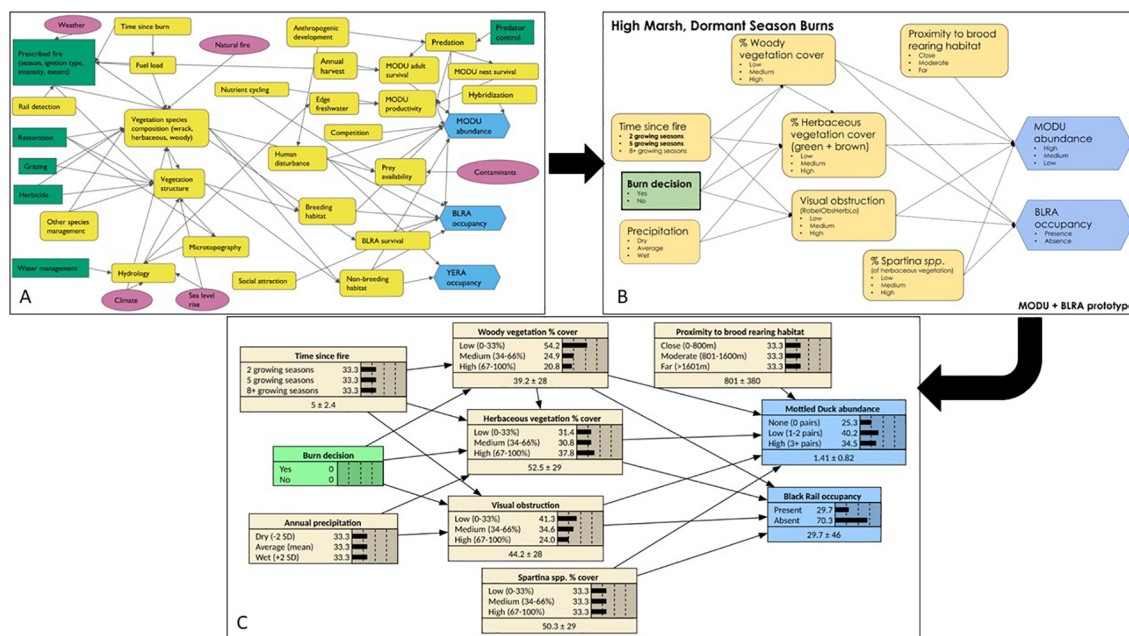 Weather
Time since burn
Anthropogenic development
Predation
Predator control
Prescribed fire (season, ignition type, intensity, extent)
Natural fire
Fuel load
Annual harvest
MODU adult survival
MODU nest survival
Rail detection
Nutrient cycling
Edge freshwater
MODU productivity
Hybridization
Vegetation species composition (wrack, herbaceous, woody)
MODU abundance
Restoration
Competition
Human disturbance
Prey availability
Grazing
Vegetation structure
Contaminants
Herbicide
Breeding habitat
BLRA occupancy
Other species management
BLRA survival
Microtopography
Water management
Hydrology
Social attraction
Non-breeding habitat
YERA occupancy
Climate
Sea level rise
A
High Marsh, Dormant Season Burns
% Woody vegetation cover
• Low
• Medium
• High
Proximity to brood rearing habitat
• Close
• Moderate
• Far
Time since fire
• 2 growing seasons
• 5 growing seasons
• 8+ growing seasons
% Herbaceous vegetation cover (green + brown)
• Low
• Medium
• High
MODU abundance
• High
• Medium
• Low
Burn decision
• Yes
• No
Visual obstruction
(RobelObsHerbLo)
• Low
• Medium
• High
BLRA occupancy
• Presence
• Absence
Precipitation
• Dry
• Average
• Wet
% Spartina spp.
(of herbaceous vegetation)
• Low
• Medium
• High
B
MODU + BLRA prototype
Woody vegetation % cover
Low (0-33%) 54.2
Medium (34-66%) 24.9
High (67-100%) 20.8
39.2 ± 28
Proximity to brood rearing habitat
Close (0-800m) 33.3
Moderate (801-1600m) 33.3
Far (>1601m) 33.3
801 ± 380
Time since fire
2 growing seasons 33.3
5 growing seasons 33.3
8+ growing seasons 33.3
5 ± 2.4
Herbaceous vegetation % cover
Low (0-33%) 31.4
Medium (34-66%) 30.8
High (67-100%) 37.8
52.5 ± 29
Mottled Duck abundance
None (0 pairs) 25.3
Low (1-2 pairs) 40.2
High (3+ pairs) 34.5
1.41 ± 0.82
Burn decision
Yes 0
No 0
Visual obstruction
Low (0-33%) 41.3
Medium (34-66%) 34.6
High (67-100%) 24.0
44.2 ± 28
Black Rail occupancy
Present 29.7
Absent 70.3
29.7 ± 46
Annual precipitation
Dry (-2 SD) 33.3
Average (mean) 33.3
Wet (+2 SD) 33.3
Spartina spp. % cover
Low (0-33%) 33.3
Medium (34-66%) 33.3
High (67-100%) 33.3
50.3 ± 29
C